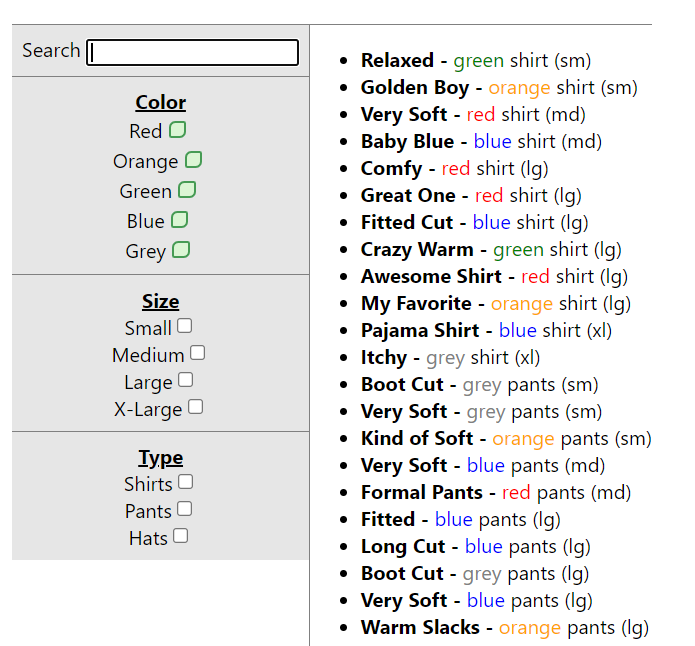 Search
Color
Red
Orange
Green
Blue
Grey
Size
Small
Medium
Large
X-Large
Type
Shirts
Pants
Hats
Relaxed - green shirt (sm)
Golden Boy - orange shirt (sm)
Very Soft - red shirt (md)
Baby Blue - blue shirt (md)
Comfy - red shirt (lg)
Great One - red shirt (lg)
Fitted Cut - blue shirt (lg)
Crazy Warm - green shirt (lg)
Awesome Shirt - red shirt (lg)
My Favorite - orange shirt (lg)
Pajama Shirt - blue shirt (xl)
Itchy - grey shirt (xl)
Boot Cut - grey pants (sm)
Very Soft - grey pants (sm)
Kind of Soft - orange pants (sm)
Very Soft - blue pants (md)
Formal Pants - red pants (md)
Fitted - blue pants (lg)
Long Cut - blue pants (lg)
Boot Cut - grey pants (lg)
Very Soft - blue pants (lg)
Warm Slacks - orange pants (lg)